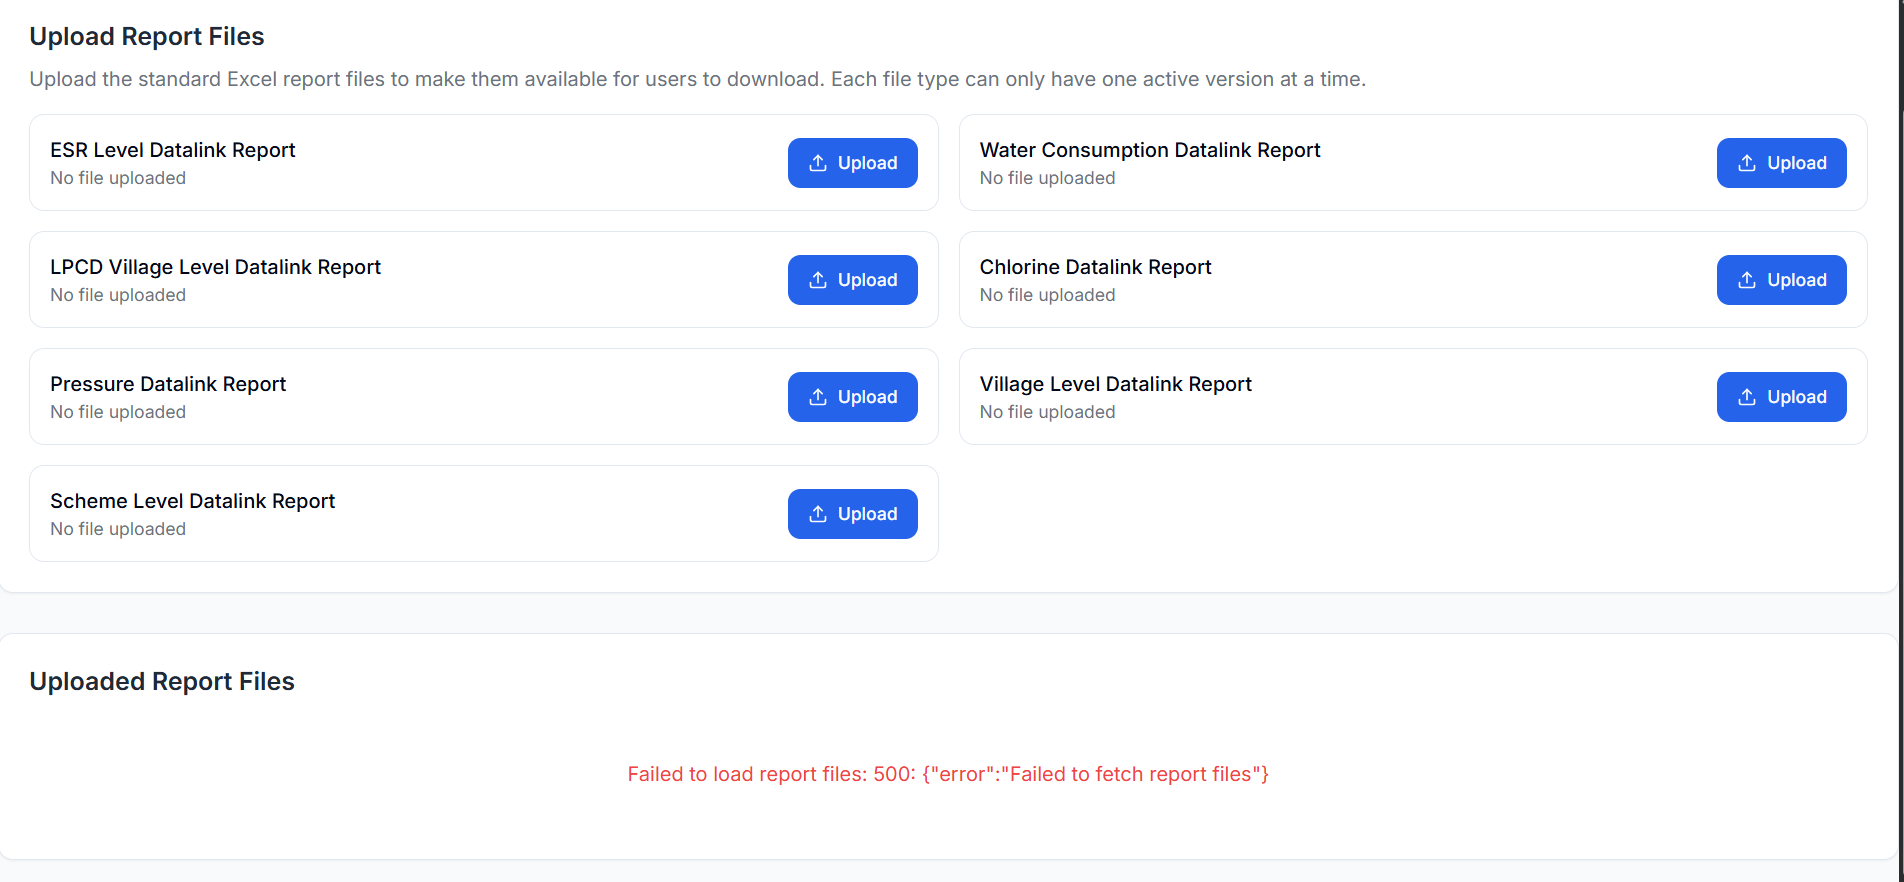 Upload Report Files
Upload the standard Excel report files to make them available for users to download. Each file type can only have one active version at a time.
ESR Level Datalink Report
No file uploaded
Upload
Water Consumption Datalink Report
No file uploaded
Upload
LPCD Village Level Datalink Report
No file uploaded
Upload
Chlorine Datalink Report
No file uploaded
Upload
Pressure Datalink Report
No file uploaded
Upload
Village Level Datalink Report
No file uploaded
Upload
Scheme Level Datalink Report
No file uploaded
Upload
Uploaded Report Files
Failed to load report files: 500: {"error":"Failed to fetch report files"}